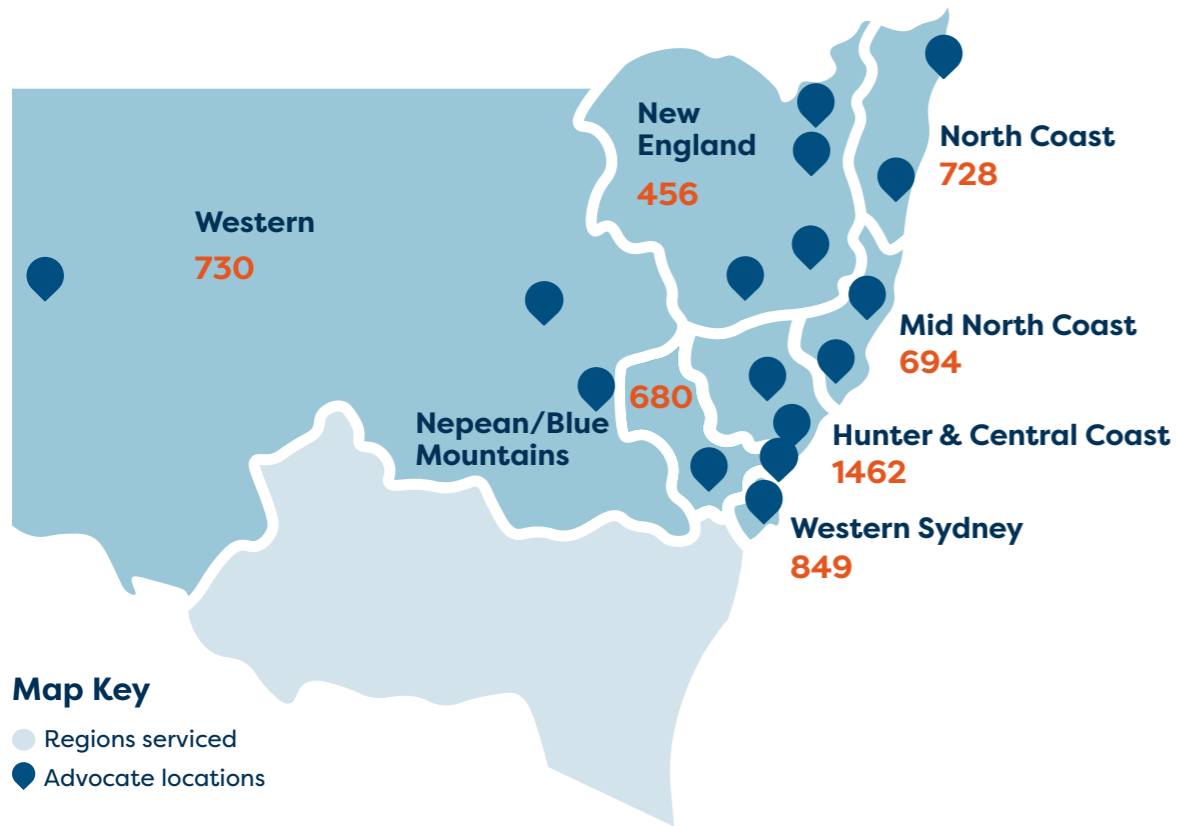 New
England
456
North Coast
728
Western
730
Mid North Coast
694
680
Nepean/Blue
Mountains
Hunter & Central Coast
1462
Western Sydney
849
Map Key
Regions serviced
Advocate locations